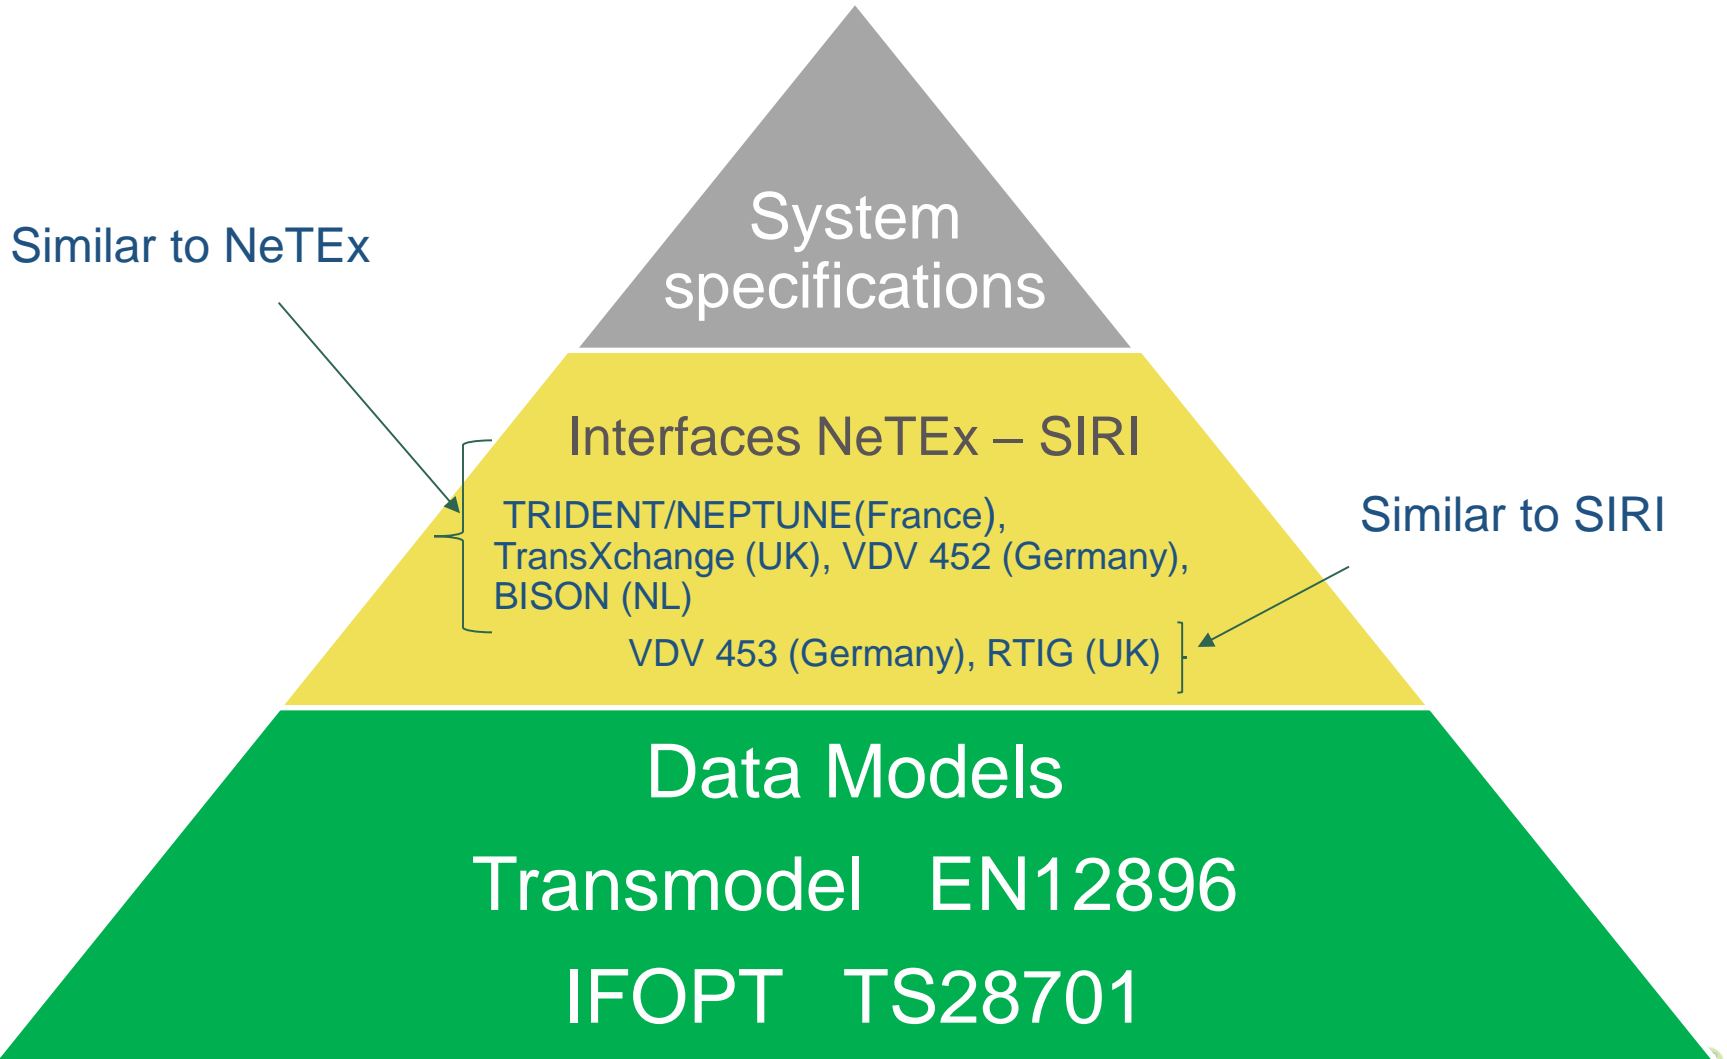 System
specifications
Similar to NeTEx
Interfaces NeTEx – SIRI
TRIDENT/NEPTUNE(France),
TransXchange (UK), VDV 452 (Germany),
BISON (NL)
Similar to SIRI
VDV 453 (Germany), RTIG (UK)
Data Models
Transmodel EN12896
IFOPT TS28701